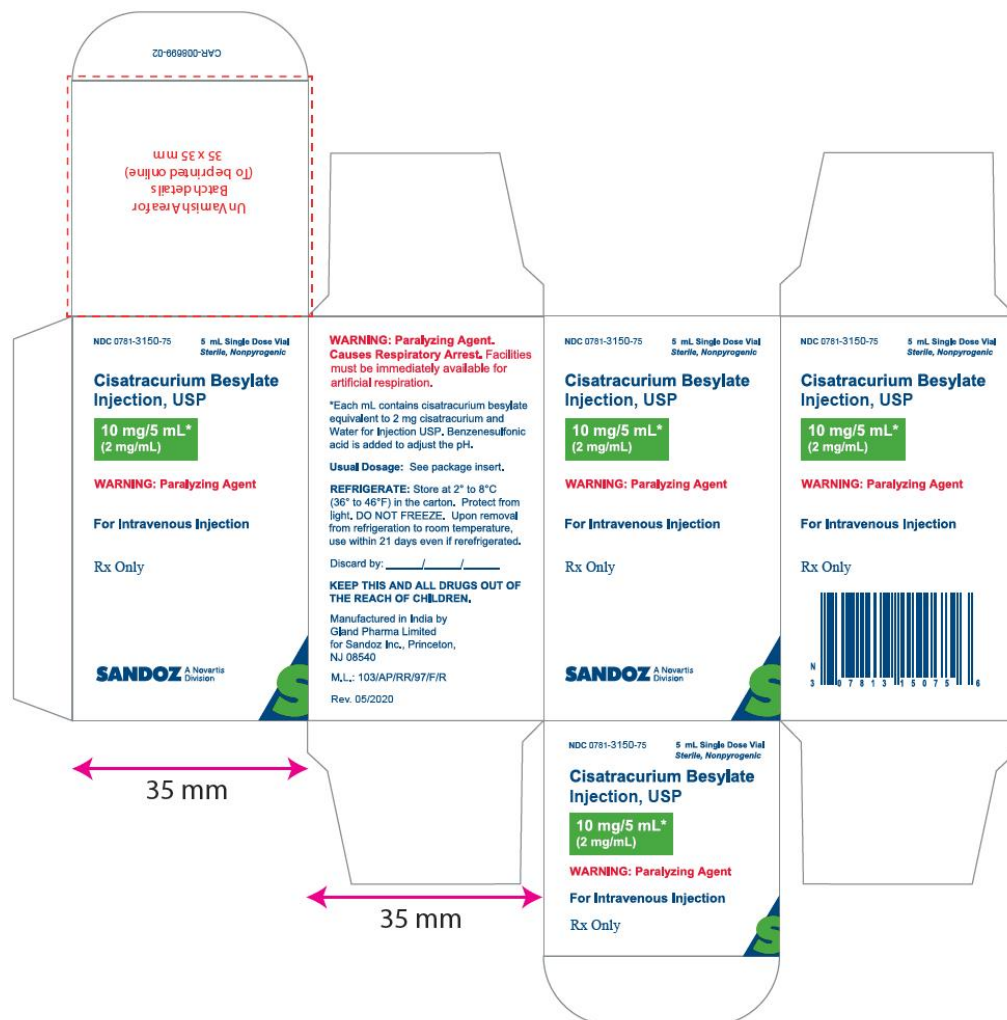 CAR-008699-02
Un Varnish Area for
Batch details
(To be printed online)
35 x 35 mm
NDC 0781-3150-75
5 mL Single Dose Vial
Sterile, Nonpyrogenic
Cisatracurium Besylate
Injection, USP
10 mg/5 mL*
(2 mg/mL)
WARNING: Paralyzing Agent
For Intravenous Injection
Rx Only
SANDOZ A Novartis
Division
S
WARNING: Paralyzing Agent.
Causes Respiratory Arrest. Facilities
must be immediately available for
artificial respiration.
*Each mL contains cisatracurium besylate
equivalent to 2 mg cisatracurium and
Water for Injection USP. Benzenesulfonic
acid is added to adjust the pH.
Usual Dosage: See package insert.
REFRIGERATE: Store at 2° to 8°C
(36° to 46°F) in the carton. Protect from
light. DO NOT FREEZE. Upon removal
from refrigeration to room temperature,
use within 21 days even if rerefrigerated.
Discard by: ______/______/______
KEEP THIS AND ALL DRUGS OUT OF
THE REACH OF CHILDREN.
Manufactured in India by
Gland Pharma Limited
for Sandoz Inc., Princeton,
NJ 08540
M.L.: 103/AP/RR/97/F/R
Rev. 05/2020
NDC 0781-3150-75
5 mL Single Dose Vial
Sterile, Nonpyrogenic
Cisatracurium Besylate
Injection, USP
10 mg/5 mL*
(2 mg/mL)
WARNING: Paralyzing Agent
For Intravenous Injection
Rx Only
SANDOZ A Novartis
Division
S
NDC 0781-3150-75
5 mL Single Dose Vial
Sterile, Nonpyrogenic
Cisatracurium Besylate
Injection, USP
10 mg/5 mL*
(2 mg/mL)
WARNING: Paralyzing Agent
For Intravenous Injection
Rx Only
N
3 07813 15075 6
35 mm
35 mm
NDC 0781-3150-75
5 mL Single Dose Vial
Sterile, Nonpyrogenic
Cisatracurium Besylate
Injection, USP
10 mg/5 mL*
(2 mg/mL)
WARNING: Paralyzing Agent
For Intravenous Injection
Rx Only
S